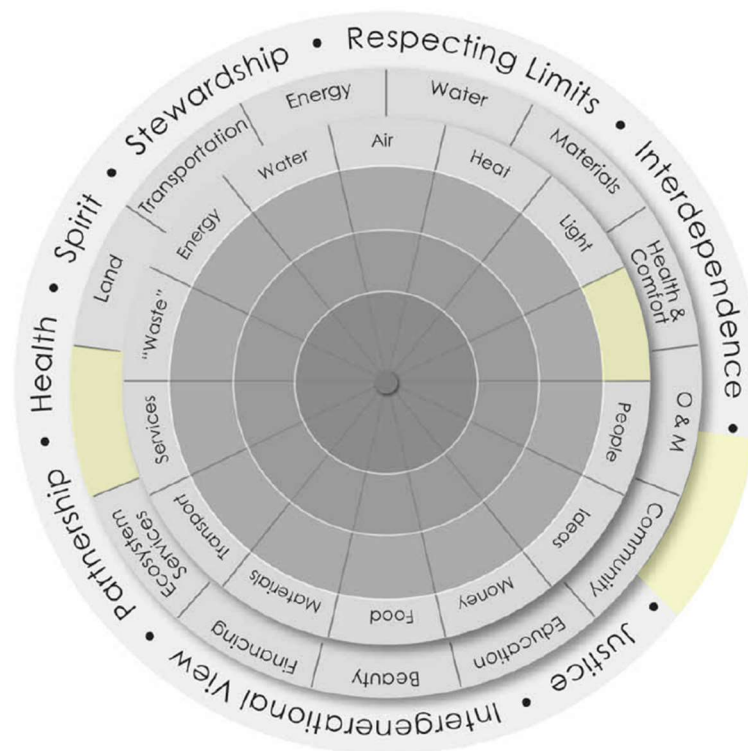 Respecting Limits • Interdependence • Justice • Intergenerational View • Partnership • Health • Spirit • Stewardship •
Energy
Water
Materials
Health &
Comfort
O & M
Community
Education
Beauty
Financing
Ecosystem
Services
Land
Transportation
Air
Heat
Light
People
Ideas
Money
Food
Materials
Transport
Services
"Waste"
Energy
Water